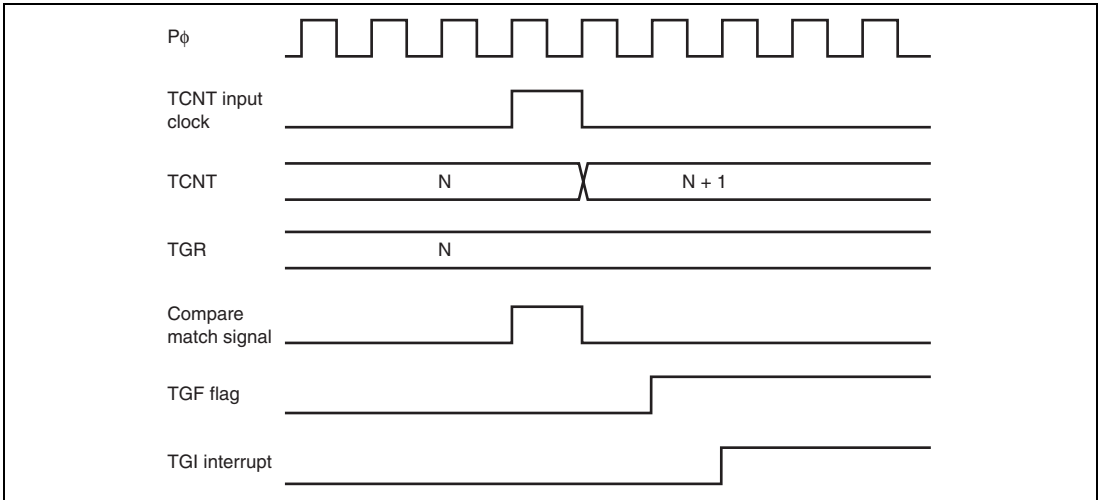 Pϕ
TCNT input
clock
TCNT
N
N + 1
TGR
N
Compare
match signal
TGF flag
TGI interrupt